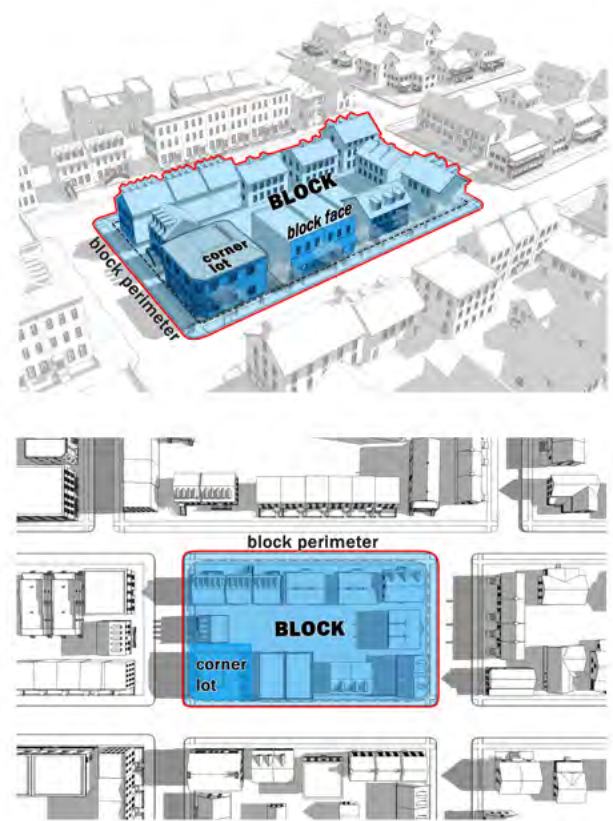 BLOCK
block face
corner
lot
block perimeter
block perimeter
BLOCK
corner
lot